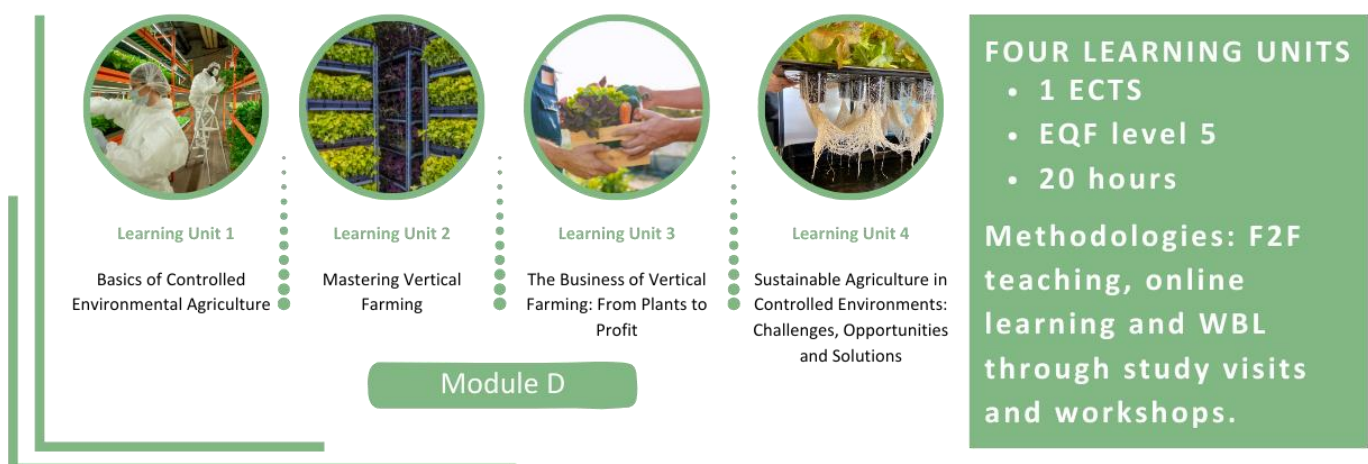 Learning Unit 1
Basics of Controlled
Environmental Agriculture
Learning Unit 2
Mastering Vertical
Farming
Learning Unit 3
The Business of Vertical
Farming: From Plants to
Profit
Learning Unit 4
Sustainable Agriculture in
Controlled Environments:
Challenges, Opportunities
and Solutions
Module D
FOUR LEARNING UNITS
• 1 ECTS
• EQF level 5
• 20 hours
Methodologies: F2F
teaching, online
learning and WBL
through study visits
and workshops.